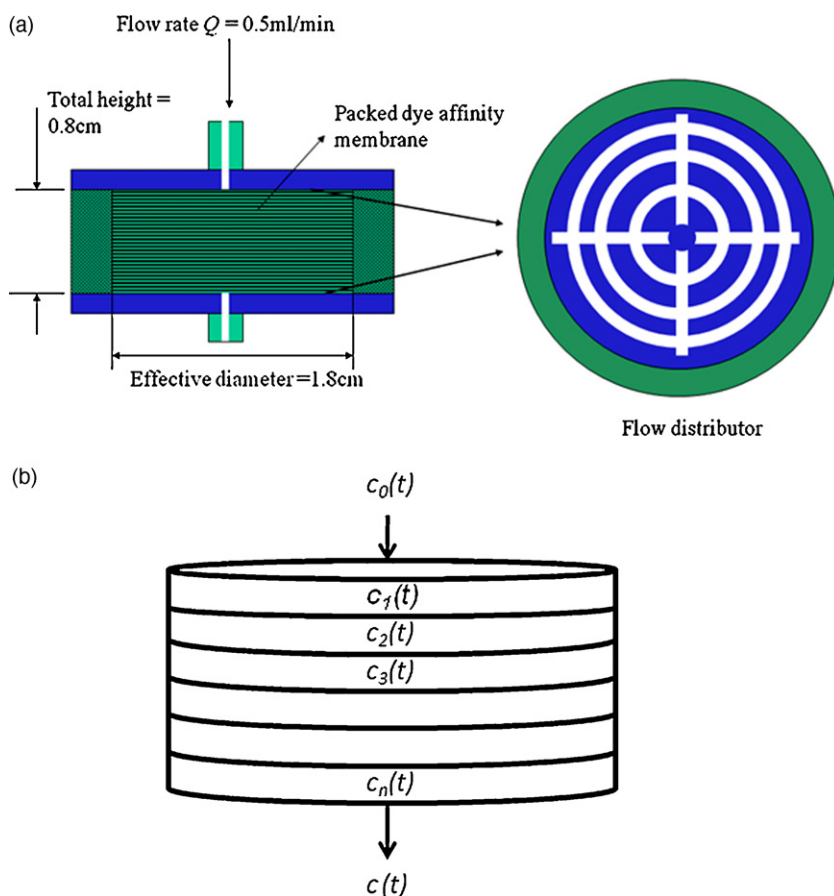 (a)
Flow rate Q = 0.5ml/min
Total height =
0.8cm
Packed dye affinity
membrane
Effective diameter=1.8cm
Flow distributor
(b)
c₀(t)
c₁(t)
c₂(t)
c₃(t)
cₙ(t)
c(t)